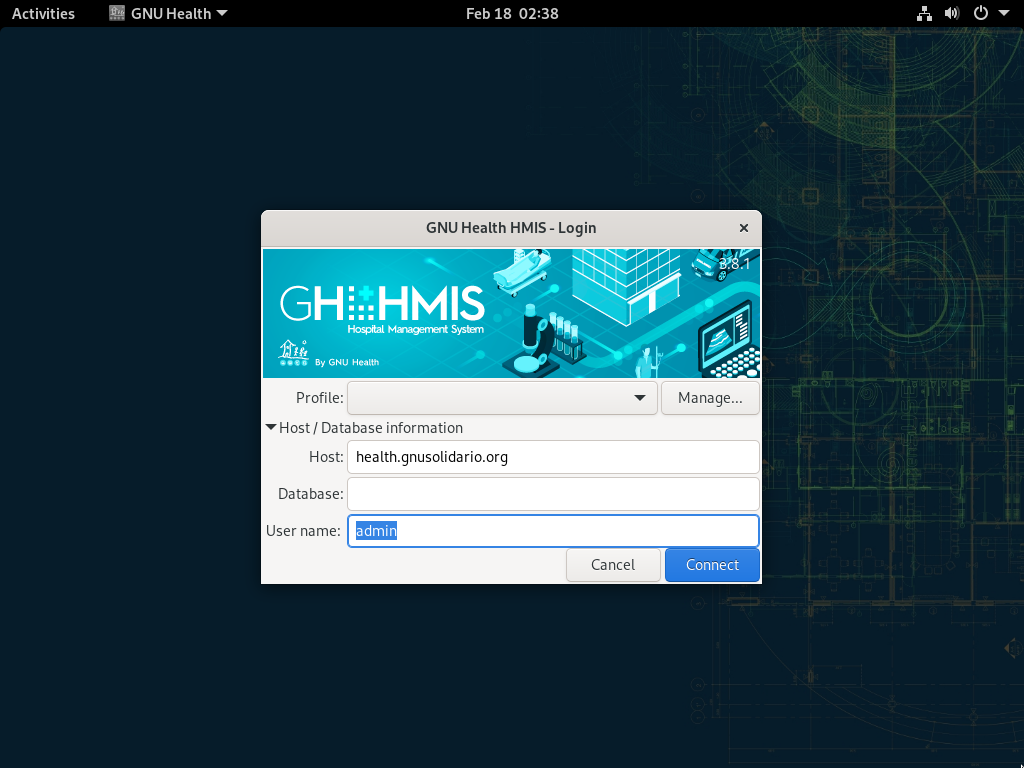 Activities GNU Health Feb 18 02:38
GNU Health HMIS - Login
3.8.1
GH HMIS
Hospital Management System
By GNU Health
Profile: Manage...
Host / Database information
Host: health.gnusolidario.org
Database:
User name: admin
Cancel Connect